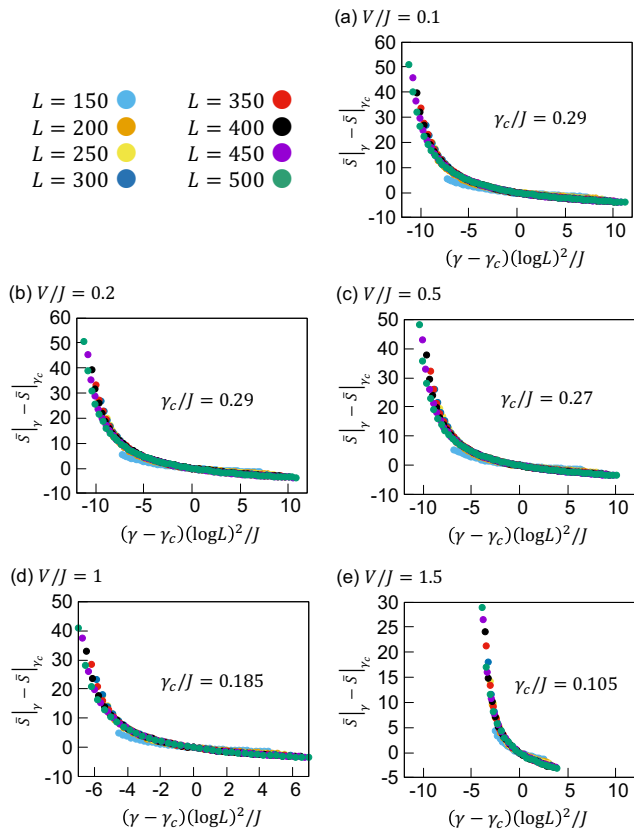 (a) V/J = 0.1
L = 150
L = 200
L = 250
L = 300
L = 350
L = 400
L = 450
L = 500
60
50
40
30
20
10
0
-10
S̄|γ − S̄|γc
γc/J = 0.29
-10 -5 0 5 10
(γ − γc)(logL)²/J
(b) V/J = 0.2
60
50
40
30
20
10
0
-10
S̄|γ − S̄|γc
γc/J = 0.29
-10 -5 0 5 10
(γ − γc)(logL)²/J
(c) V/J = 0.5
50
40
30
20
10
0
-10
S̄|γ − S̄|γc
γc/J = 0.27
-10 -5 0 5 10
(γ − γc)(logL)²/J
(d) V/J = 1
50
40
30
20
10
0
-10
S̄|γ − S̄|γc
γc/J = 0.185
-6 -4 -2 0 2 4 6
(γ − γc)(logL)²/J
(e) V/J = 1.5
30
25
20
15
10
5
0
-5
S̄|γ − S̄|γc
γc/J = 0.105
-10 -5 0 5 10
(γ − γc)(logL)²/J